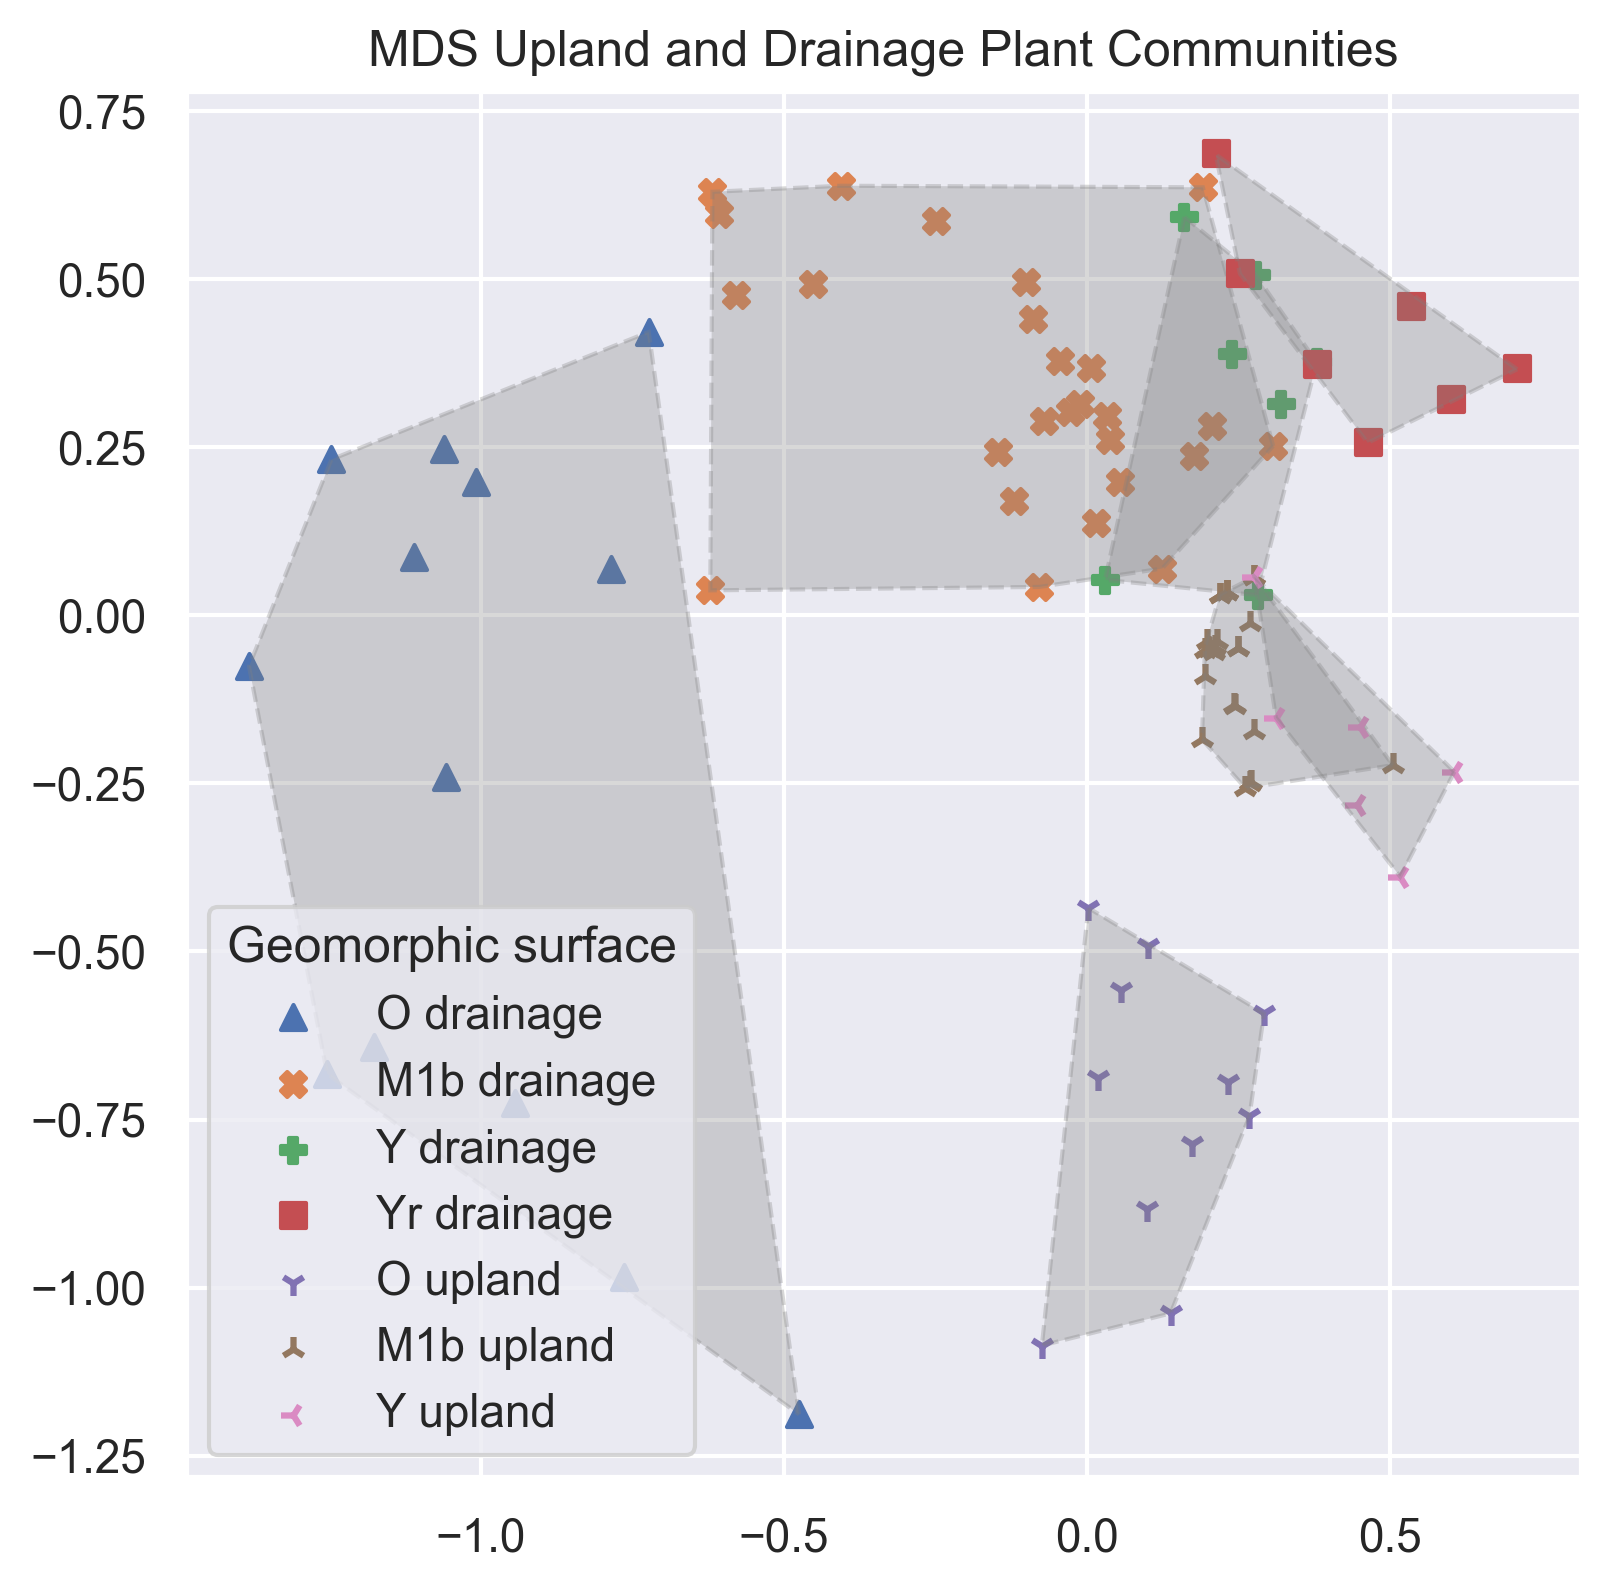 MDS Upland and Drainage Plant Communities
0.75
0.50
0.25
0.00
−0.25
−0.50
−0.75
−1.00
−1.25
Geomorphic surface
O drainage
M1b drainage
Y drainage
Yr drainage
O upland
M1b upland
Y upland
−1.0 −0.5 0.0 0.5